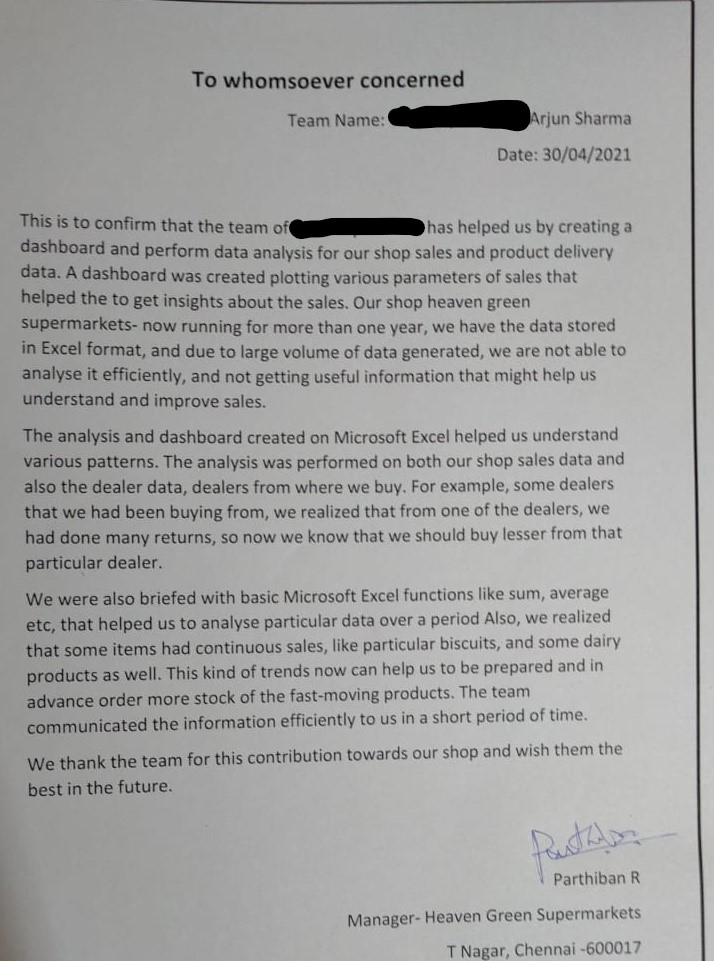 To whomsoever concerned
Team Name: Arjun Sharma
Date: 30/04/2021
This is to confirm that the team of has helped us by creating a
dashboard and perform data analysis for our shop sales and product delivery
data. A dashboard was created plotting various parameters of sales that
helped the to get insights about the sales. Our shop heaven green
supermarkets- now running for more than one year, we have the data stored
in Excel format, and due to large volume of data generated, we are not able to
analyse it efficiently, and not getting useful information that might help us
understand and improve sales.
The analysis and dashboard created on Microsoft Excel helped us understand
various patterns. The analysis was performed on both our shop sales data and
also the dealer data, dealers from where we buy. For example, some dealers
that we had been buying from, we realized that from one of the dealers, we
had done many returns, so now we know that we should buy lesser from that
particular dealer.
We were also briefed with basic Microsoft Excel functions like sum, average
etc, that helped us to analyse particular data over a period Also, we realized
that some items had continuous sales, like particular biscuits, and some dairy
products as well. This kind of trends now can help us to be prepared and in
advance order more stock of the fast-moving products. The team
communicated the information efficiently to us in a short period of time.
We thank the team for this contribution towards our shop and wish them the
best in the future.
Parthiban R
Manager- Heaven Green Supermarkets
T Nagar, Chennai -600017